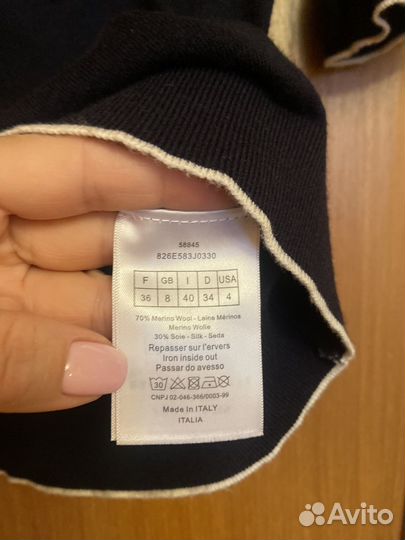 58845
826E583J0330
F GB I D USA
36 8 40 34 4
70% Merino Wool - Laine Mérinos
Merino Wolle
30% Soie - Silk - Seda
Repasser sur l'ervers
Iron inside out
Passar do avesso
30
CNPJ 02-046-366/0003-99
Made In ITALY
ITALIA
Avito